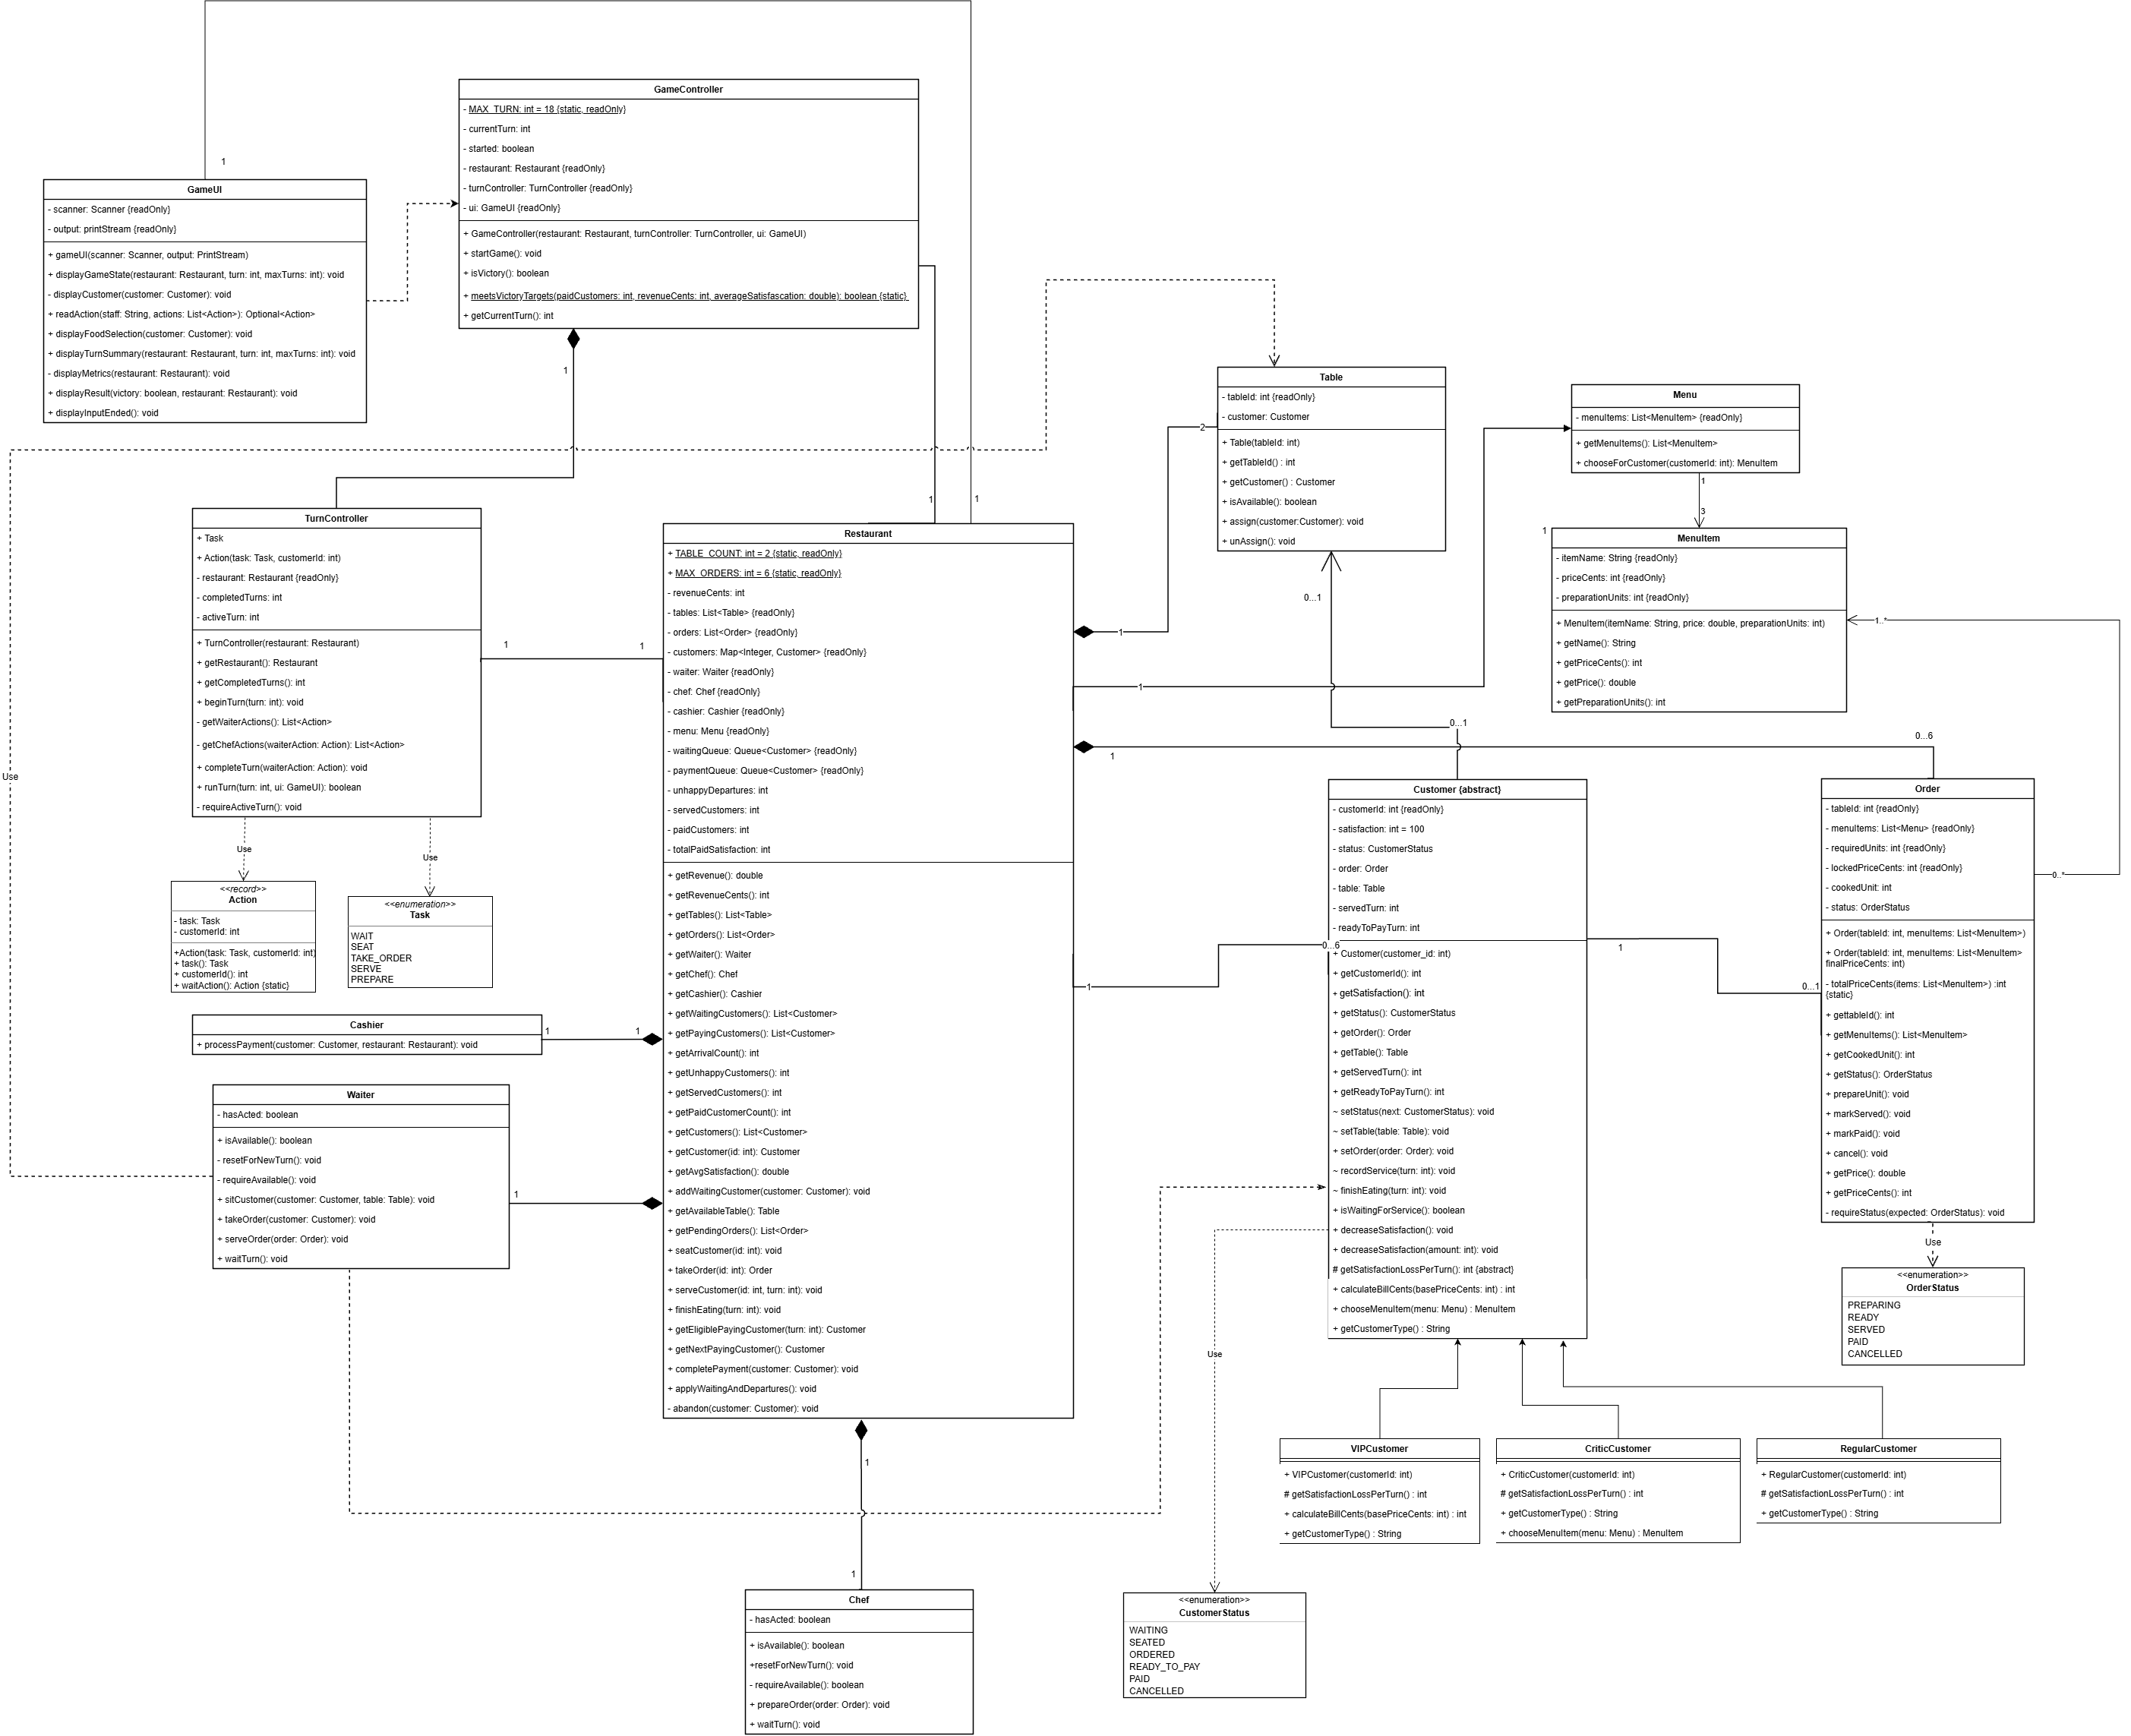 GameController
- MAX_TURN: int = 18 {static, readOnly}
- currentTurn: int
- started: boolean
- restaurant: Restaurant {readOnly}
- turnController: TurnController {readOnly}
- ui: GameUI {readOnly}
+ GameController(restaurant: Restaurant, turnController: TurnController, ui: GameUI)
+ startGame(): void
+ isVictory(): boolean
+ meetsVictoryTargets(paidCustomers: int, revenueCents: int, averageSatisfascation: double): boolean {static}
+ getCurrentTurn(): int
1
1
1
1
GameUI
- scanner: Scanner {readOnly}
- output: printStream {readOnly}
+ gameUI(scanner: Scanner, output: PrintStream)
+ displayGameState(restaurant: Restaurant, turn: int, maxTurns: int): void
- displayCustomer(customer: Customer): void
+ readAction(staff: String, actions: List<Action>): Optional<Action>
+ displayFoodSelection(customer: Customer): void
+ displayTurnSummary(restaurant: Restaurant, turn: int, maxTurns: int): void
- displayMetrics(restaurant: Restaurant): void
+ displayResult(victory: boolean, restaurant: Restaurant): void
+ displayInputEnded(): void
Table
- tableId: int {readOnly}
- customer: Customer
+ Table(tableId: int)
+ getTableId() : int
+ getCustomer() : Customer
+ isAvailable(): boolean
+ assign(customer:Customer): void
+ unAssign(): void
2
1
0...1
0...1
Menu
- menuItems: List<MenuItem> {readOnly}
+ getMenuItems(): List<MenuItem>
+ chooseForCustomer(customerId: int): MenuItem
1
3
1
1
MenuItem
- itemName: String {readOnly}
- priceCents: int {readOnly}
- preparationUnits: int {readOnly}
+ MenuItem(itemName: String, price: double, preparationUnits: int)
+ getName(): String
+ getPriceCents(): int
+ getPrice(): double
+ getPreparationUnits(): int
1..*
0..*
TurnController
+ Task
+ Action(task: Task, customerId: int)
- restaurant: Restaurant {readOnly}
- completedTurns: int
- activeTurn: int
+ TurnController(restaurant: Restaurant)
+ getRestaurant(): Restaurant
+ getCompletedTurns(): int
+ beginTurn(turn: int): void
- getWaiterActions(): List<Action>
- getChefActions(waiterAction: Action): List<Action>
+ completeTurn(waiterAction: Action): void
+ runTurn(turn: int, ui: GameUI): boolean
- requireActiveTurn(): void
1
1
Use
Use
Use
<<record>>
Action
- task: Task
- customerId: int
+Action(task: Task, customerId: int)
+ task(): Task
+ customerId(): int
+ waitAction(): Action {static}
<<enumeration>>
Task
WAIT
SEAT
TAKE_ORDER
SERVE
PREPARE
Restaurant
+ TABLE_COUNT: int = 2 {static, readOnly}
+ MAX_ORDERS: int = 6 {static, readOnly}
- revenueCents: int
- tables: List<Table> {readOnly}
- orders: List<Order> {readOnly}
- customers: Map<Integer, Customer> {readOnly}
- waiter: Waiter {readOnly}
- chef: Chef {readOnly}
- cashier: Cashier {readOnly}
- menu: Menu {readOnly}
- waitingQueue: Queue<Customer> {readOnly}
- paymentQueue: Queue<Customer> {readOnly}
- unhappyDepartures: int
- servedCustomers: int
- paidCustomers: int
- totalPaidSatisfaction: int
+ getRevenue(): double
+ getRevenueCents(): int
+ getTables(): List<Table>
+ getOrders(): List<Order>
+ getWaiter(): Waiter
+ getChef(): Chef
+ getCashier(): Cashier
+ getWaitingCustomers(): List<Customer>
+ getPayingCustomers(): List<Customer>
+ getArrivalCount(): int
+ getUnhappyCustomers(): int
+ getServedCustomers(): int
+ getPaidCustomerCount(): int
+ getCustomers(): List<Customer>
+ getCustomer(id: int): Customer
+ getAvgSatisfaction(): double
+ addWaitingCustomer(customer: Customer): void
+ getAvailableTable(): Table
+ getPendingOrders(): List<Order>
+ seatCustomer(id: int): void
+ takeOrder(id: int): Order
+ serveCustomer(id: int, turn: int): void
+ finishEating(turn: int): void
+ getEligiblePayingCustomer(turn: int): Customer
+ getNextPayingCustomer(): Customer
+ completePayment(customer: Customer): void
+ applyWaitingAndDepartures(): void
- abandon(customer: Customer): void
1
0...6
Customer {abstract}
- customerId: int {readOnly}
- satisfaction: int = 100
- status: CustomerStatus
- order: Order
- table: Table
- servedTurn: int
- readyToPayTurn: int
+ Customer(customer_id: int)
+ getCustomerId(): int
+ getSatisfaction(): int
+ getStatus(): CustomerStatus
+ getOrder(): Order
+ getTable(): Table
+ getServedTurn(): int
+ getReadyToPayTurn(): int
~ setStatus(next: CustomerStatus): void
~ setTable(table: Table): void
+ setOrder(order: Order): void
~ recordService(turn: int): void
~ finishEating(turn: int): void
+ isWaitingForService(): boolean
+ decreaseSatisfaction(): void
+ decreaseSatisfaction(amount: int): void
# getSatisfactionLossPerTurn(): int {abstract}
+ calculateBillCents(basePriceCents: int) : int
+ chooseMenuItem(menu: Menu) : MenuItem
+ getCustomerType() : String
0...6
1
1
0...1
Order
- tableId: int {readOnly}
- menuItems: List<Menu> {readOnly}
- requiredUnits: int {readOnly}
- lockedPriceCents: int {readOnly}
- cookedUnit: int
- status: OrderStatus
+ Order(tableId: int, menuItems: List<MenuItem>)
+ Order(tableId: int, menuItems: List<MenuItem>
finalPriceCents: int)
- totalPriceCents(items: List<MenuItem>) :int
{static}
+ gettableId(): int
+ getMenuItems(): List<MenuItem>
+ getCookedUnit(): int
+ getStatus(): OrderStatus
+ prepareUnit(): void
+ markServed(): void
+ markPaid(): void
+ cancel(): void
+ getPrice(): double
+ getPriceCents(): int
- requireStatus(expected: OrderStatus): void
Use
<<enumeration>>
OrderStatus
PREPARING
READY
SERVED
PAID
CANCELLED
Cashier
+ processPayment(customer: Customer, restaurant: Restaurant): void
1
1
Waiter
- hasActed: boolean
+ isAvailable(): boolean
- resetForNewTurn(): void
- requireAvailable(): void
+ sitCustomer(customer: Customer, table: Table): void
+ takeOrder(customer: Customer): void
+ serveOrder(order: Order): void
+ waitTurn(): void
1
Use
VIPCustomer
+ VIPCustomer(customerId: int)
# getSatisfactionLossPerTurn() : int
+ calculateBillCents(basePriceCents: int) : int
+ getCustomerType() : String
CriticCustomer
+ CriticCustomer(customerId: int)
# getSatisfactionLossPerTurn() : int
+ getCustomerType() : String
+ chooseMenuItem(menu: Menu) : MenuItem
RegularCustomer
+ RegularCustomer(customerId: int)
# getSatisfactionLossPerTurn() : int
+ getCustomerType() : String
1
1
Chef
- hasActed: boolean
+ isAvailable(): boolean
+resetForNewTurn(): void
- requireAvailable(): boolean
+ prepareOrder(order: Order): void
+ waitTurn(): void
<<enumeration>>
CustomerStatus
WAITING
SEATED
ORDERED
READY_TO_PAY
PAID
CANCELLED